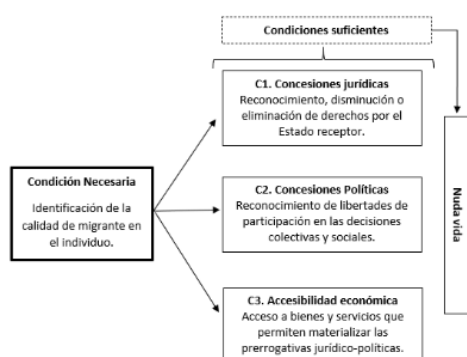 Condiciones suficientes
C1. Concesiones jurídicas
Reconocimiento, disminución o
eliminación de derechos por el
Estado receptor.
Condición Necesaria
Identificación de la
calidad de migrante en
el individuo.
C2. Concesiones Políticas
Reconocimiento de libertades de
participación en las decisiones
colectivas y sociales.
Nuda vida
C3. Accesibilidad económica
Acceso a bienes y servicios que
permiten materializar las
prerrogativas jurídico-políticas.